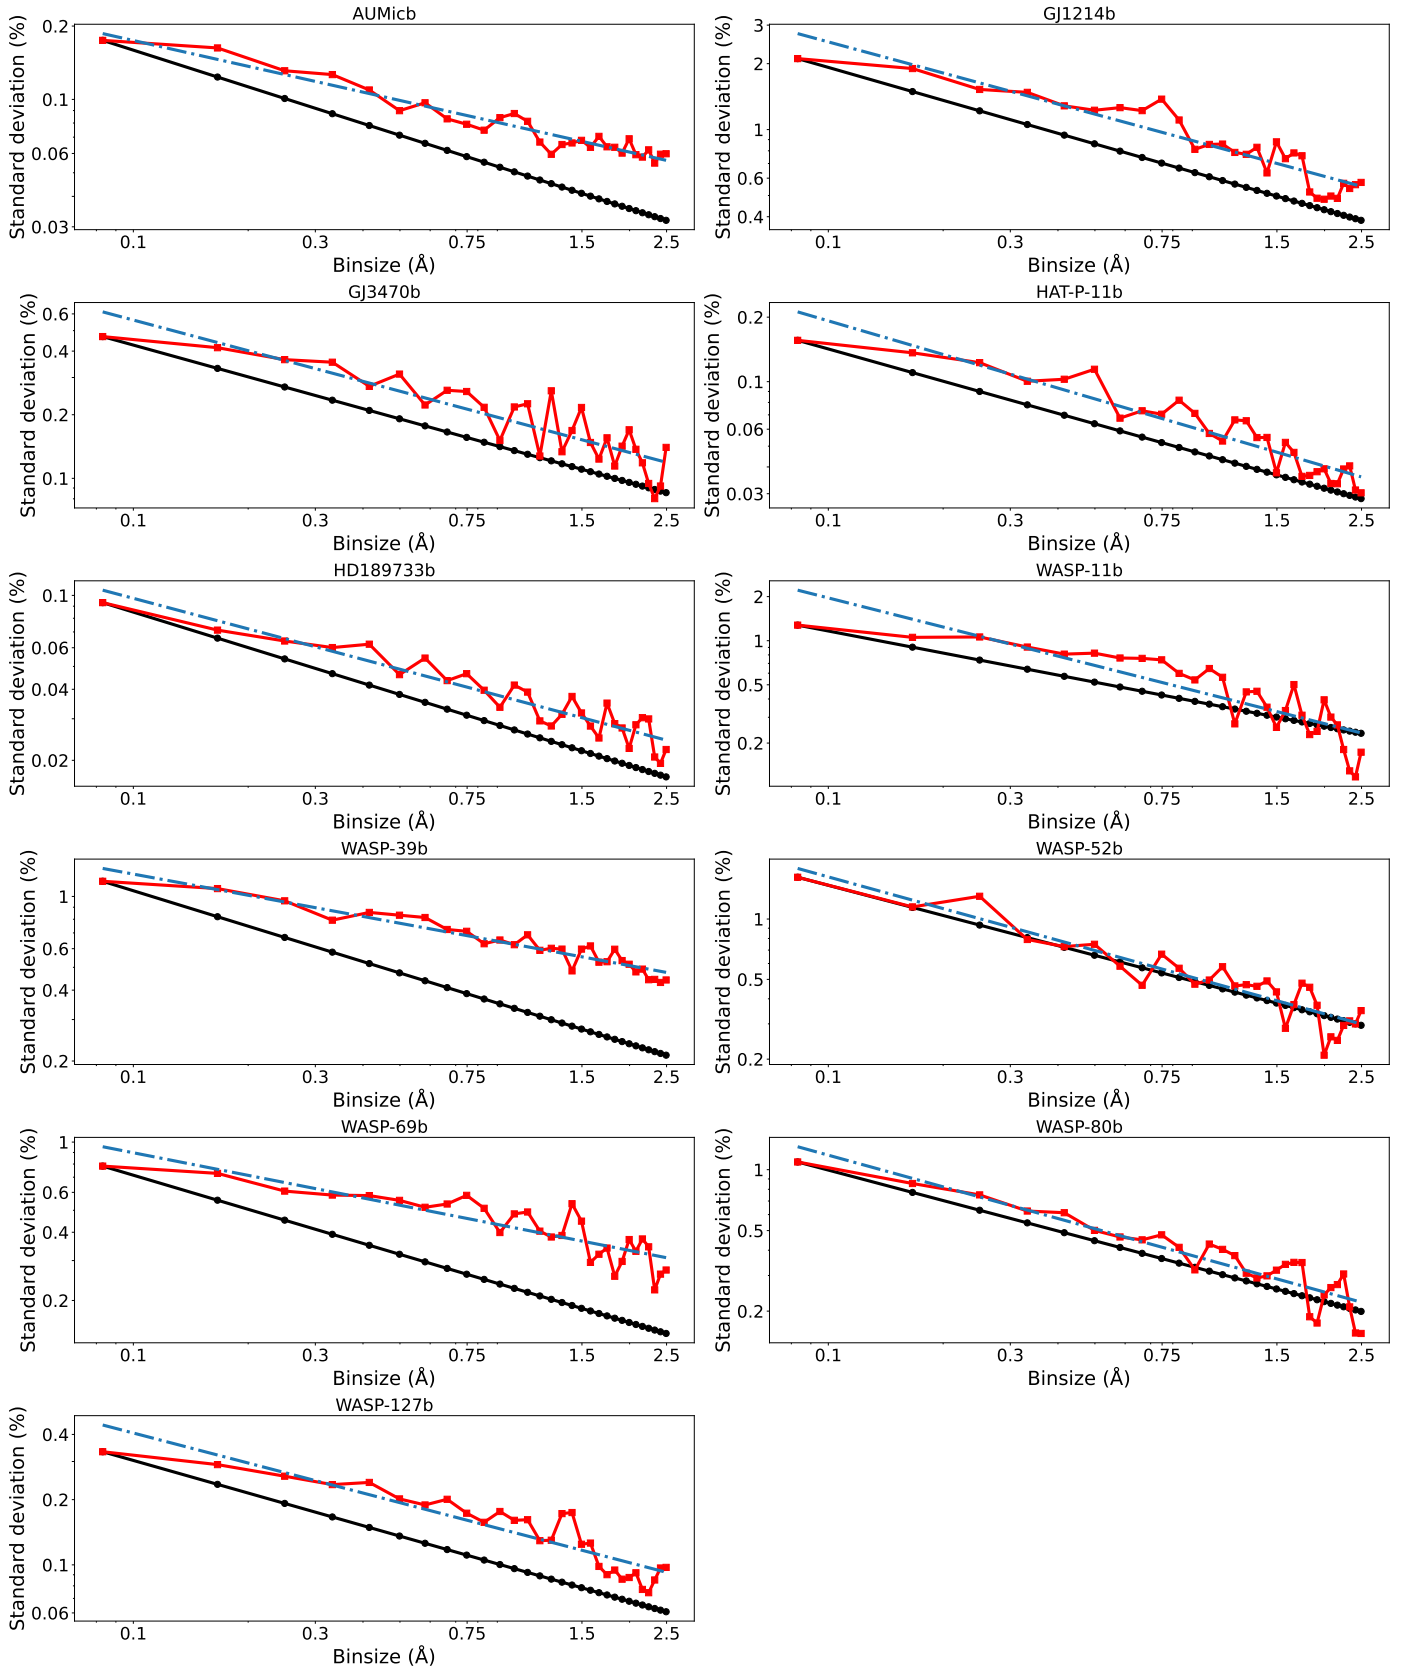 AUMicb
Standard deviation (%)
0.2
0.1
0.06
0.03
0.1 0.3 0.75 1.5 2.5
Binsize (Å)
GJ1214b
Standard deviation (%)
3
2
1
0.6
0.4
0.1 0.3 0.75 1.5 2.5
Binsize (Å)
GJ3470b
Standard deviation (%)
0.6
0.4
0.2
0.1
0.1 0.3 0.75 1.5 2.5
Binsize (Å)
HAT-P-11b
Standard deviation (%)
0.2
0.1
0.06
0.03
0.1 0.3 0.75 1.5 2.5
Binsize (Å)
HD189733b
Standard deviation (%)
0.1
0.06
0.04
0.02
0.1 0.3 0.75 1.5 2.5
Binsize (Å)
WASP-11b
Standard deviation (%)
2
1
0.5
0.2
0.1 0.3 0.75 1.5 2.5
Binsize (Å)
WASP-39b
Standard deviation (%)
1
0.6
0.4
0.2
0.1 0.3 0.75 1.5 2.5
Binsize (Å)
WASP-52b
Standard deviation (%)
1
0.5
0.2
0.1 0.3 0.75 1.5 2.5
Binsize (Å)
WASP-69b
Standard deviation (%)
1
0.6
0.4
0.2
0.1 0.3 0.75 1.5 2.5
Binsize (Å)
WASP-80b
Standard deviation (%)
1
0.5
0.2
0.1 0.3 0.75 1.5 2.5
Binsize (Å)
WASP-127b
Standard deviation (%)
0.4
0.2
0.1
0.06
0.1 0.3 0.75 1.5 2.5
Binsize (Å)